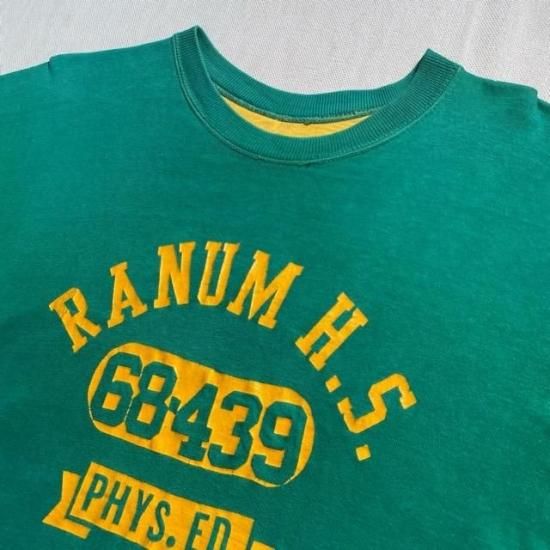 RANUM H.S.
68-439
PHYS. ED